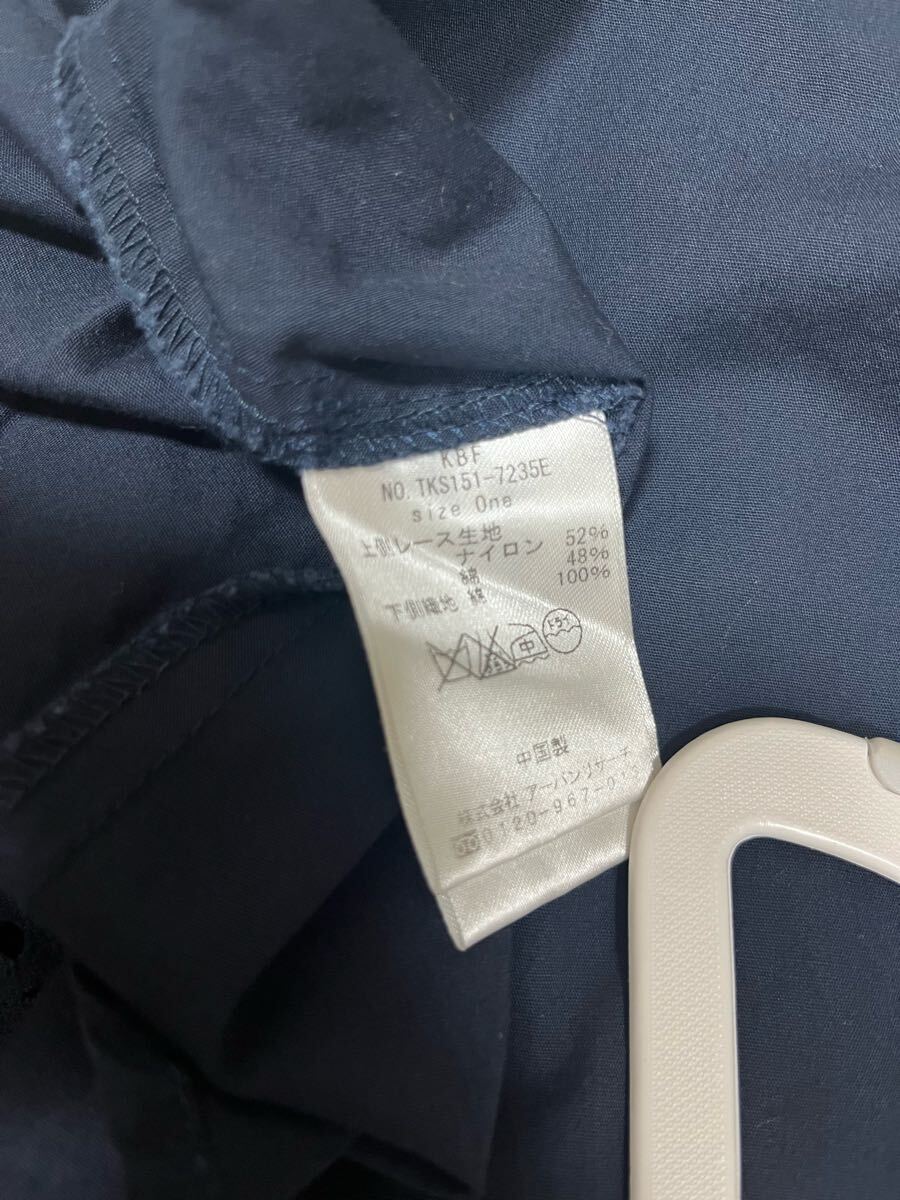 KBF
NO. TKS151-7235E
size One
上側レース生地
ナイロン 52%
綿 48%
下側織地 綿 100%
中 ドライ
中国製
株式会社 アーバンリサーチ
0120-967-01